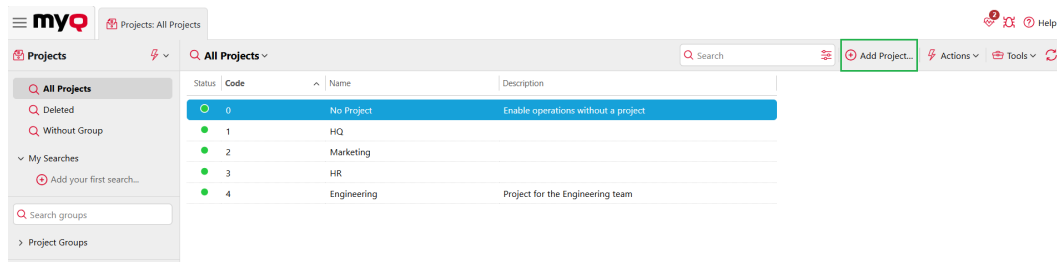 myQ
Projects: All Projects
2
Help
Projects
All Projects
Search
Add Project...
Actions
Tools
All Projects
Deleted
Without Group
My Searches
Add your first search...
Search groups
Project Groups
Status Code Name Description
0 No Project Enable operations without a project
1 HQ
2 Marketing
3 HR
4 Engineering Project for the Engineering team